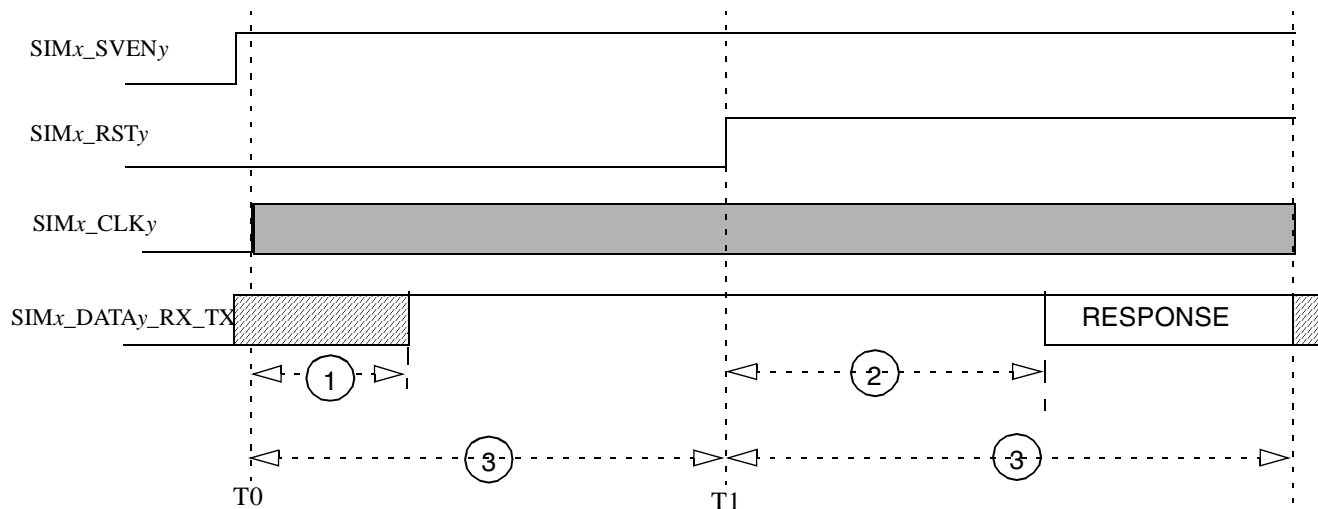 SIMx_SVENy
SIMx_RSTy
SIMx_CLKy
SIMx_DATAy_RX_TX
RESPONSE
1
2
3
3
T0
T1